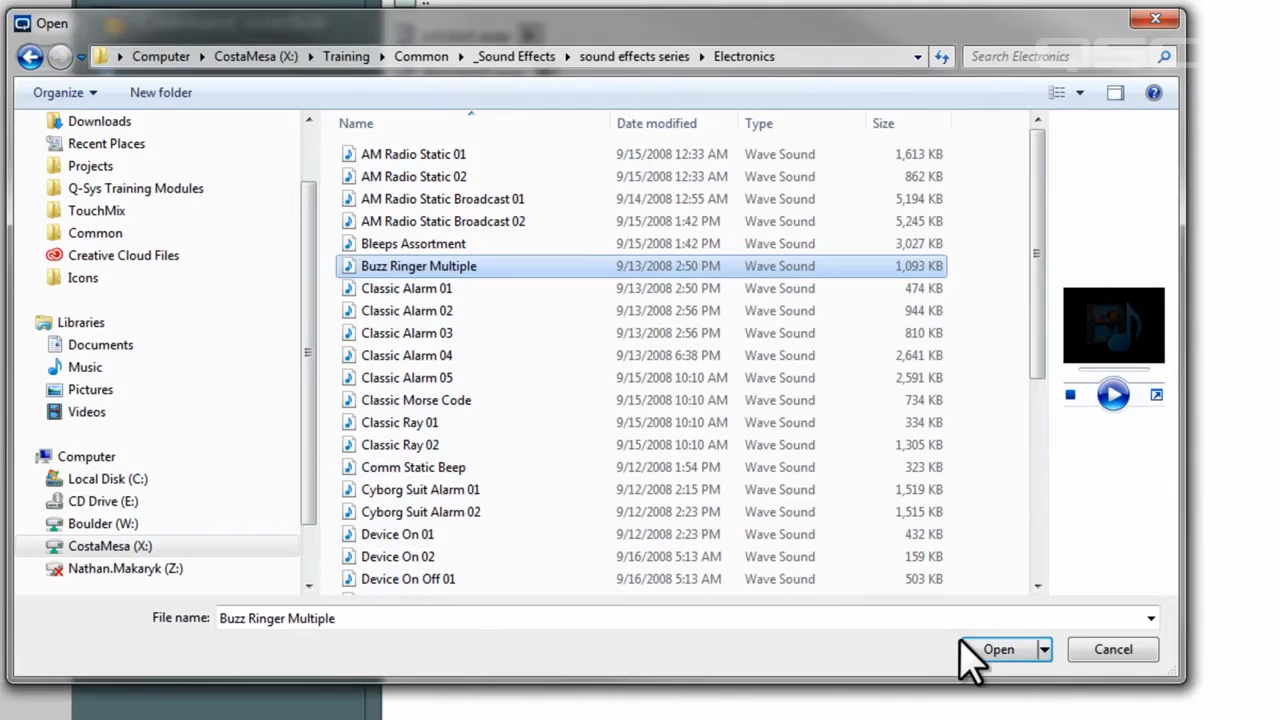 Open
Computer CostaMesa (X:) Training Common _Sound Effects sound effects series Electronics Search Electronics
QSC
Organize New folder
Name Date modified Type Size
Downloads
Recent Places
Projects
Q-Sys Training Modules
TouchMix
Common
Creative Cloud Files
Icons
Libraries
Documents
Music
Pictures
Videos
Computer
Local Disk (C:)
CD Drive (E:)
Boulder (W:)
CostaMesa (X:)
Nathan.Makaryk (Z:)
AM Radio Static 01 9/15/2008 12:33 AM Wave Sound 1,613 KB
AM Radio Static 02 9/15/2008 12:33 AM Wave Sound 862 KB
AM Radio Static Broadcast 01 9/14/2008 12:55 AM Wave Sound 5,194 KB
AM Radio Static Broadcast 02 9/15/2008 1:42 PM Wave Sound 5,245 KB
Bleeps Assortment 9/15/2008 1:42 PM Wave Sound 3,027 KB
Buzz Ringer Multiple 9/13/2008 2:50 PM Wave Sound 1,093 KB
Classic Alarm 01 9/13/2008 2:50 PM Wave Sound 474 KB
Classic Alarm 02 9/13/2008 2:56 PM Wave Sound 944 KB
Classic Alarm 03 9/13/2008 2:56 PM Wave Sound 810 KB
Classic Alarm 04 9/13/2008 6:38 PM Wave Sound 2,641 KB
Classic Alarm 05 9/15/2008 10:10 AM Wave Sound 2,591 KB
Classic Morse Code 9/15/2008 10:10 AM Wave Sound 734 KB
Classic Ray 01 9/15/2008 10:10 AM Wave Sound 334 KB
Classic Ray 02 9/15/2008 10:10 AM Wave Sound 1,305 KB
Comm Static Beep 9/12/2008 1:54 PM Wave Sound 323 KB
Cyborg Suit Alarm 01 9/12/2008 2:15 PM Wave Sound 1,519 KB
Cyborg Suit Alarm 02 9/12/2008 2:23 PM Wave Sound 1,515 KB
Device On 01 9/12/2008 2:23 PM Wave Sound 432 KB
Device On 02 9/16/2008 5:13 AM Wave Sound 159 KB
Device On Off 01 9/16/2008 5:13 AM Wave Sound 503 KB
File name: Buzz Ringer Multiple
Open Cancel